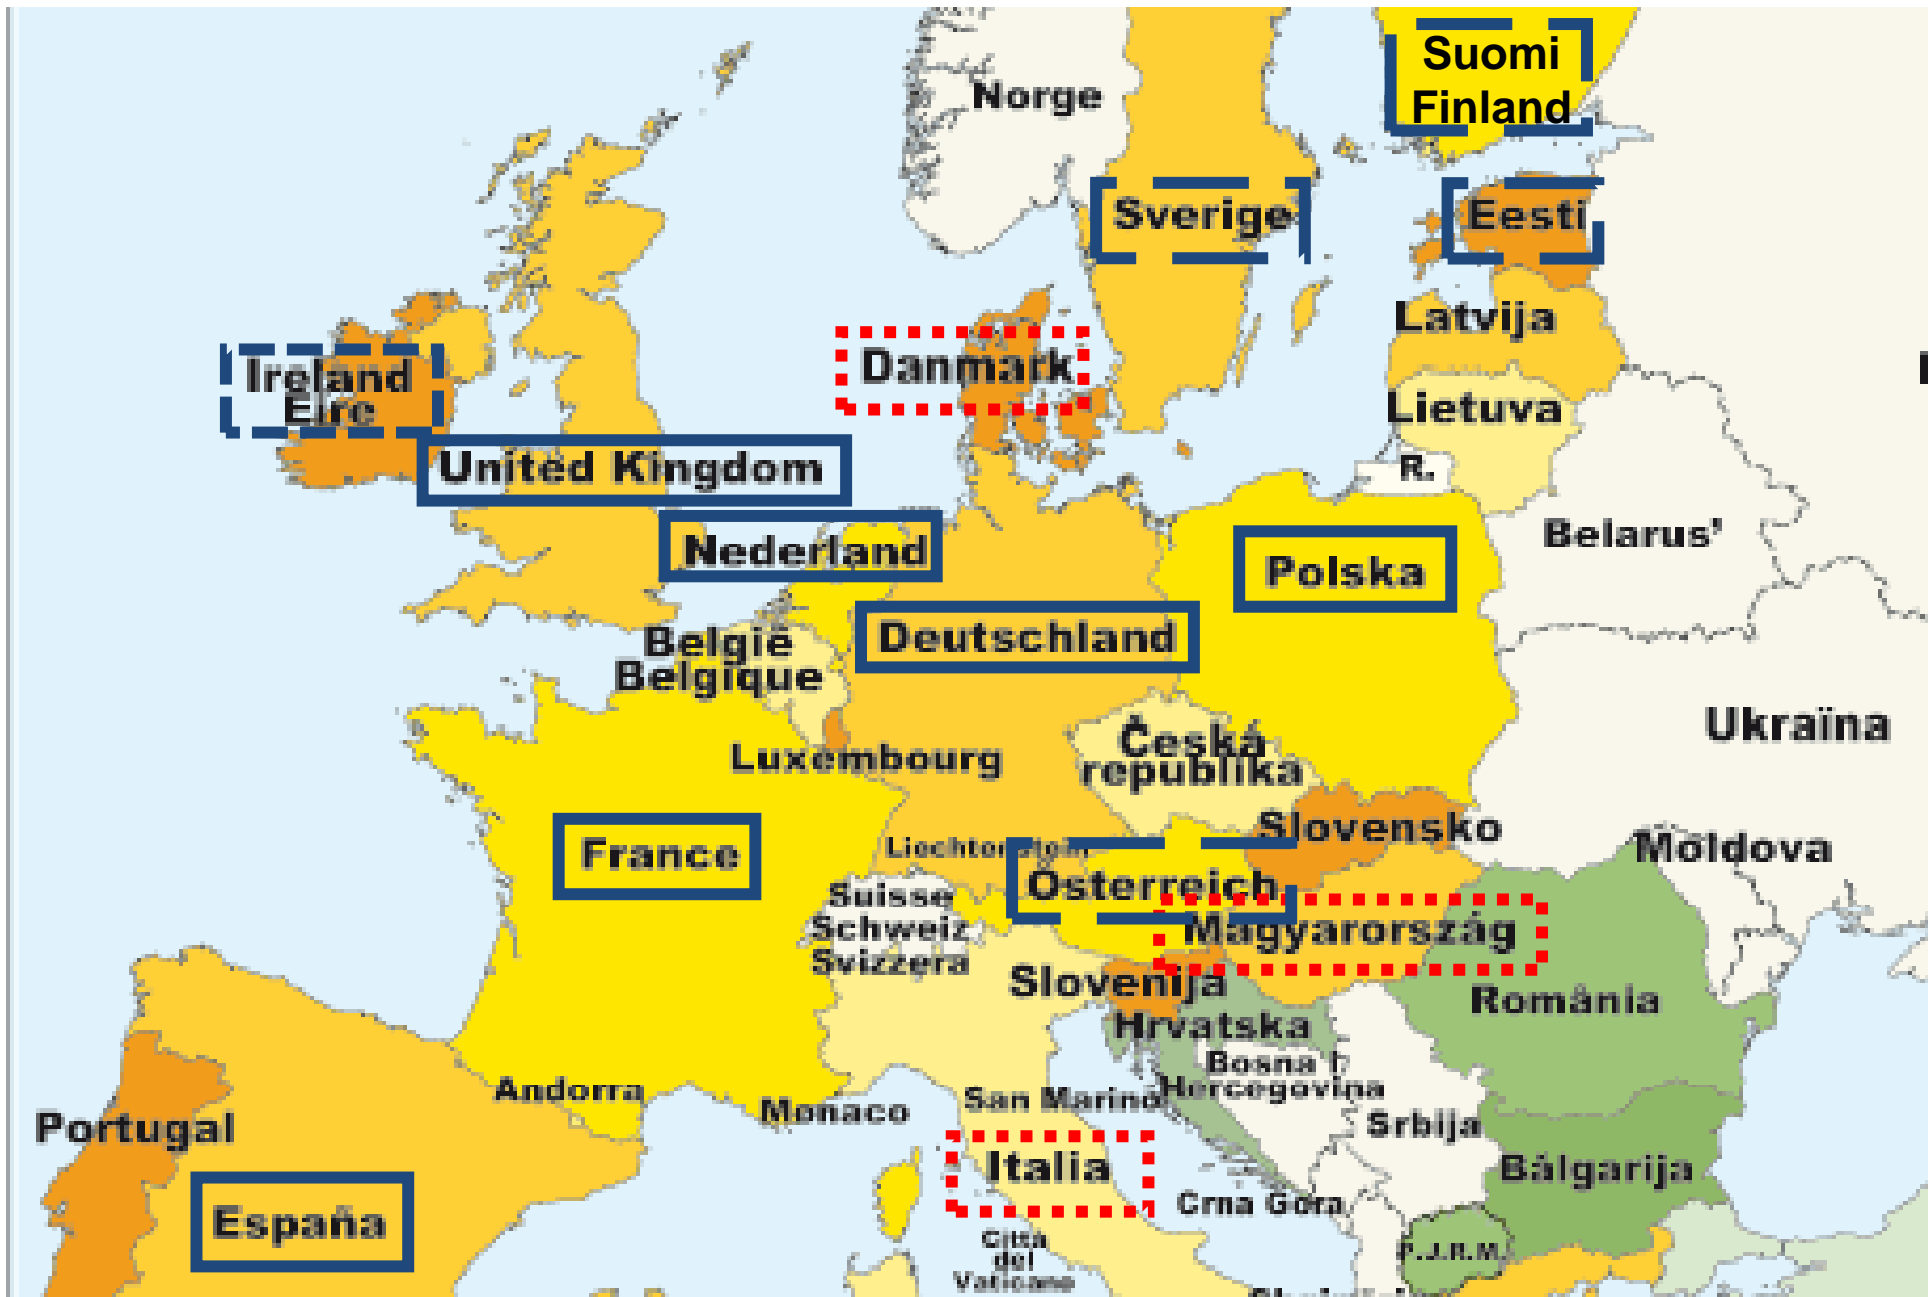 Suomi
Finland
Norge
Sverige
Eesti
Latvija
Ireland
Éire
Danmark
Lietuva
United Kingdom
R.
Nederland
Belarus'
Polska
België
Belgique
Deutschland
Luxembourg
Česká
republika
Ukraïna
France
Liechtenstein
Slovensko
Moldova
Suisse
Schweiz
Svizzera
Österreich
Magyarország
Slovenija
România
Hrvatska
Bosna i
Hercegovina
Andorra
Monaco
San Marino
Srbija
Portugal
Italia
Bálgarija
España
Crna Gora
Città
del
Vaticano
P.J.R.M.